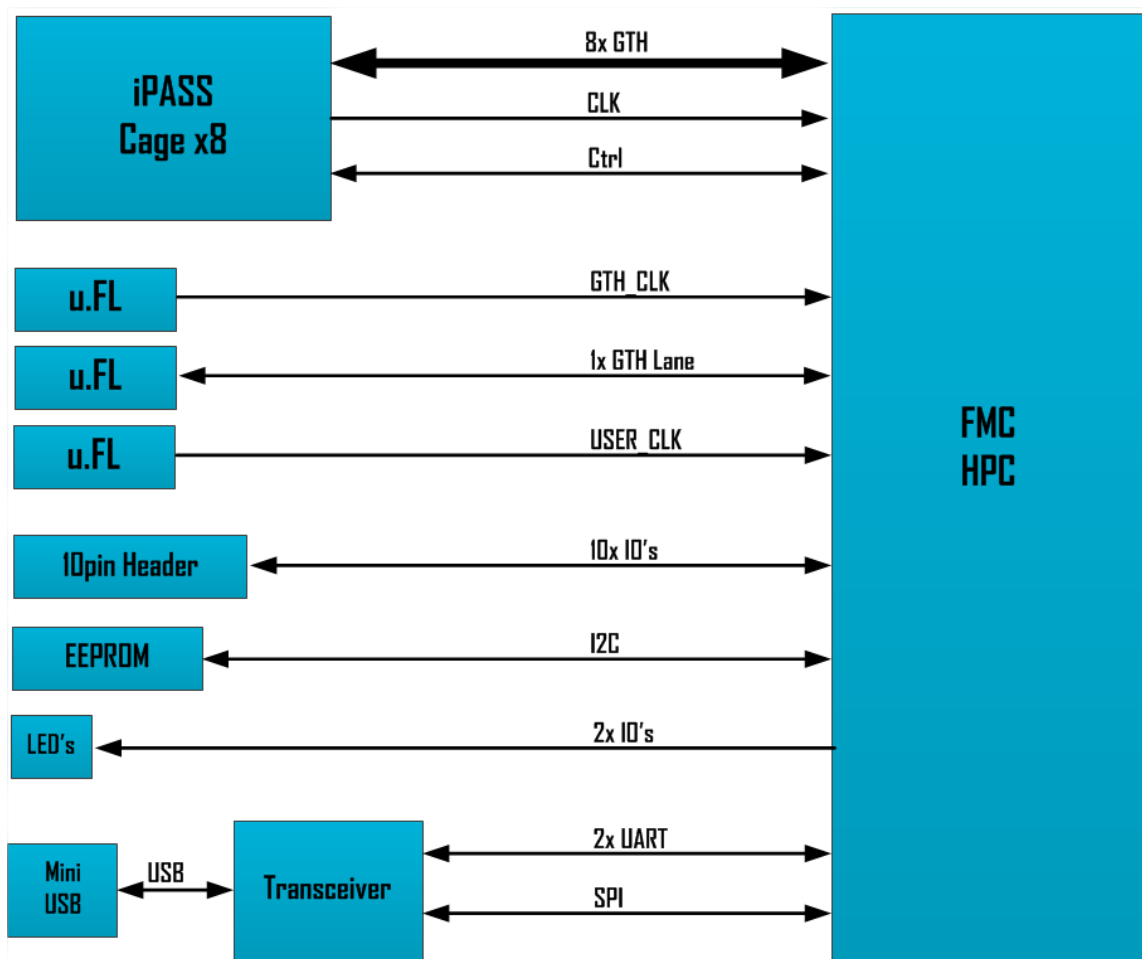 iPASS
Cage x8
8x GTH
CLK
Ctrl
u.FL
GTH_CLK
u.FL
1x GTH Lane
u.FL
USER_CLK
FMC
HPC
10pin Header
10x IO's
EEPROM
I2C
LED's
2x IO's
Mini
USB
USB
Transceiver
2x UART
SPI